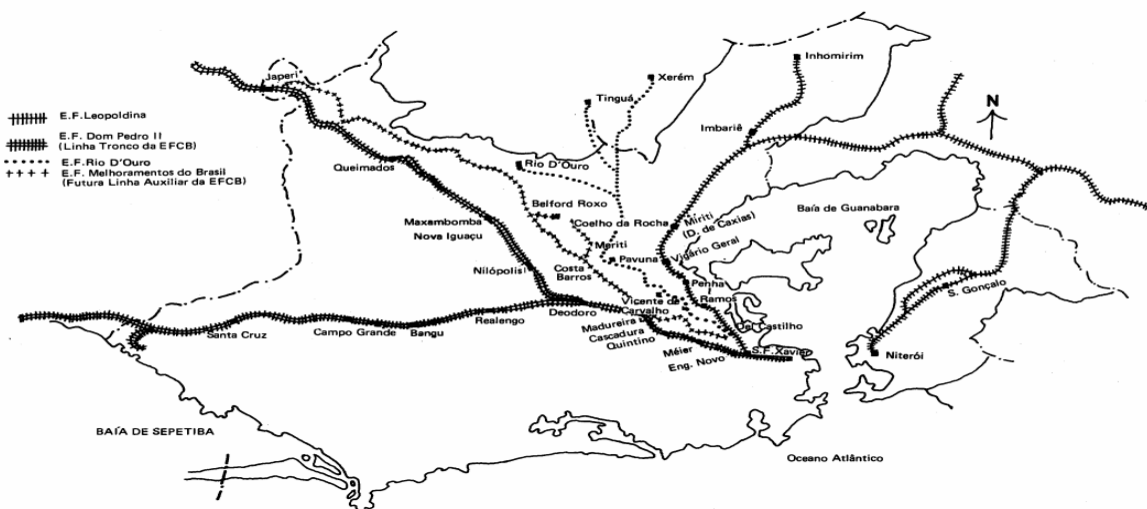 Inhomirim
Japeri
Xerém
Tinguá
N
E.F.Leopoldina
E.F. Dom Pedro II
(Linha Tronco da EFCB)
E.F.Rio D'Ouro
E.F. Melhoramentos do Brasil
(Futura Linha Auxiliar da EFCB)
Imbariê
Queimados
Rio D'Ouro
Belford Roxo
Baía de Guanabara
Maxambomba
Nova Iguaçu
Coelho da Rocha
Miriti
(D. de Caxias)
Meriti
Pavuna
Vigário Geral
Nilópolis
Costa
Barros
Penha
Vicente de
Carvalho
Ramos
S. Gonçalo
Deodoro
Realengo
Madureira
Del Castilho
Santa Cruz
Campo Grande
Bangu
Cascadura
Quintino
Méier
S.F.Xavier
Eng. Novo
Niterói
BAÍA DE SEPETIBA
Oceano Atlântico